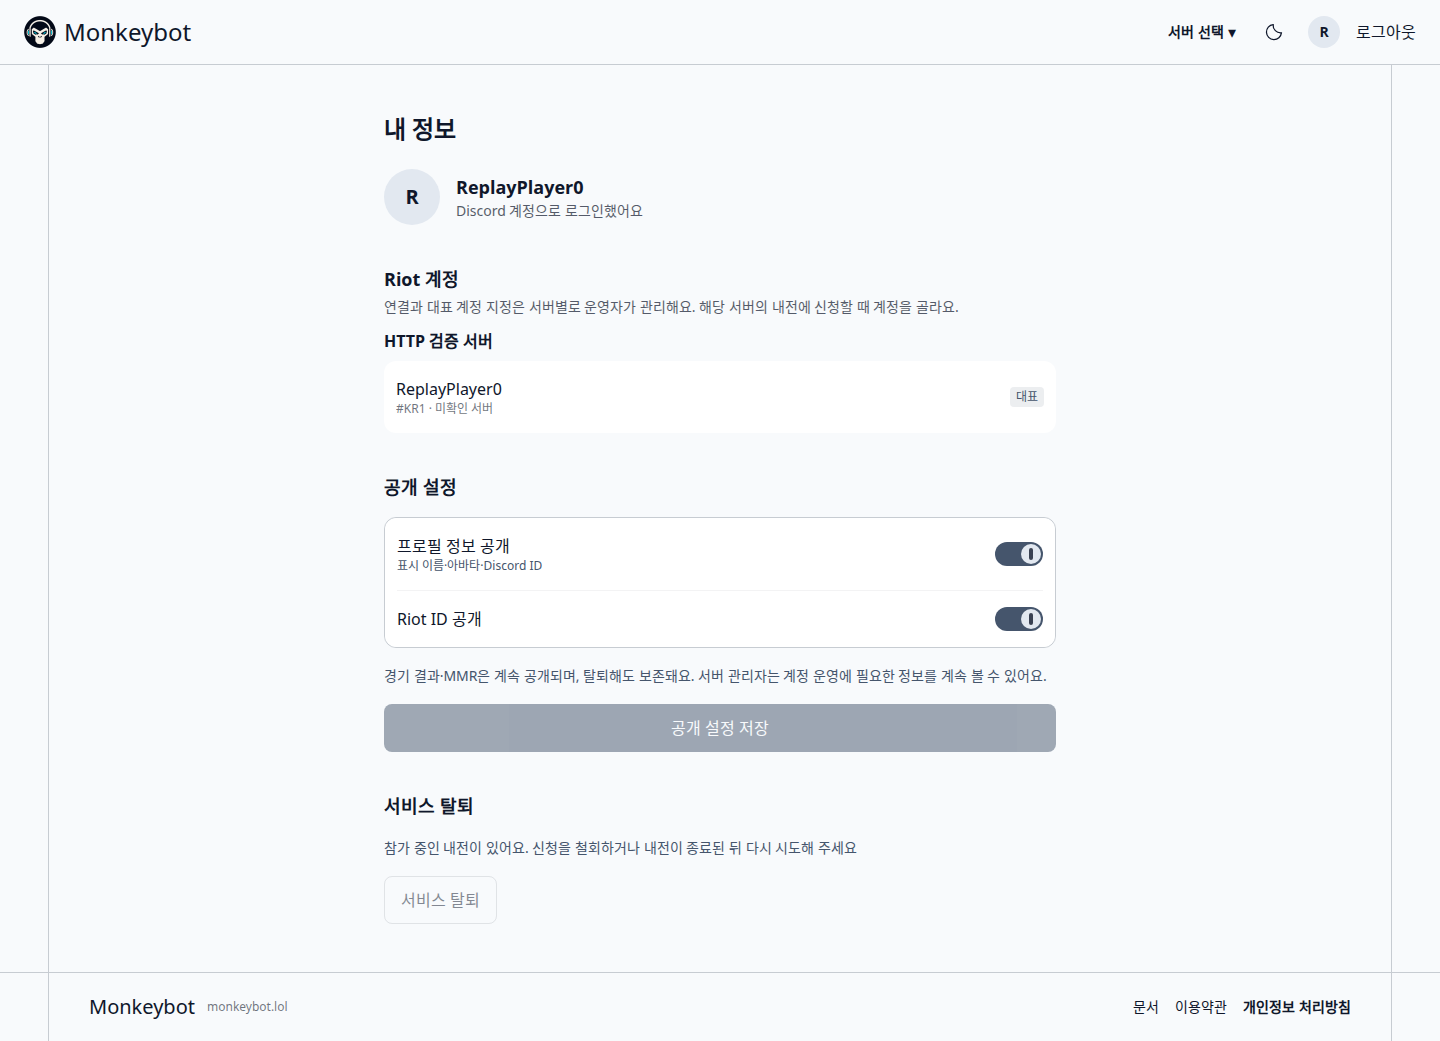 Monkeybot
서버 선택 ▾
R
로그아웃
내 정보
R
ReplayPlayer0
Discord 계정으로 로그인했어요
Riot 계정
연결과 대표 계정 지정은 서버별로 운영자가 관리해요. 해당 서버의 내전에 신청할 때 계정을 골라요.
HTTP 검증 서버
ReplayPlayer0
#KR1 · 미확인 서버
대표
공개 설정
프로필 정보 공개
표시 이름·아바타·Discord ID
Riot ID 공개
경기 결과·MMR은 계속 공개되며, 탈퇴해도 보존돼요. 서버 관리자는 계정 운영에 필요한 정보를 계속 볼 수 있어요.
공개 설정 저장
서비스 탈퇴
참가 중인 내전이 있어요. 신청을 철회하거나 내전이 종료된 뒤 다시 시도해 주세요
서비스 탈퇴
Monkeybot
monkeybot.lol
문서
이용약관
개인정보 처리방침